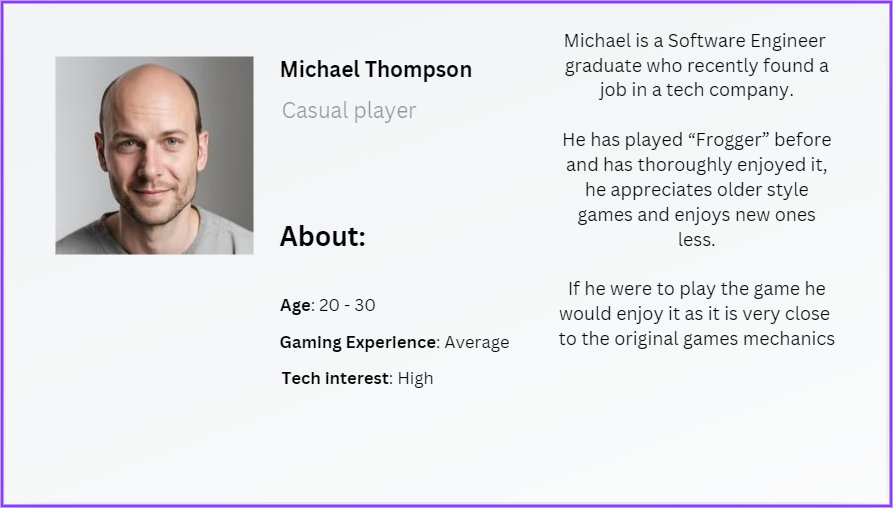 Michael Thompson
Casual player
About:
Age: 20 - 30
Gaming Experience: Average
Tech interest: High
Michael is a Software Engineer
graduate who recently found a
job in a tech company.
He has played “Frogger” before
and has thoroughly enjoyed it,
he appreciates older style
games and enjoys new ones
less.
If he were to play the game he
would enjoy it as it is very close
to the original games mechanics